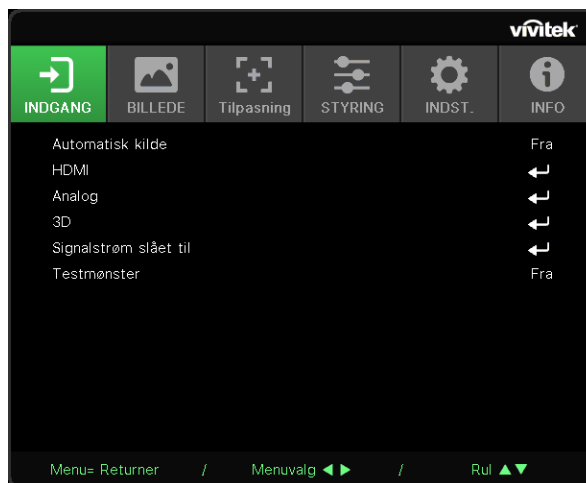 vivitek
INDGANG BILLEDE Tilpasning STYRING INDST. INFO
Automatisk kilde Fra
HDMI
Analog
3D
Signalstrøm slået til
Testmønster Fra
Menu= Returner / Menuvalg ◀ ▶ / Rul ▲▼